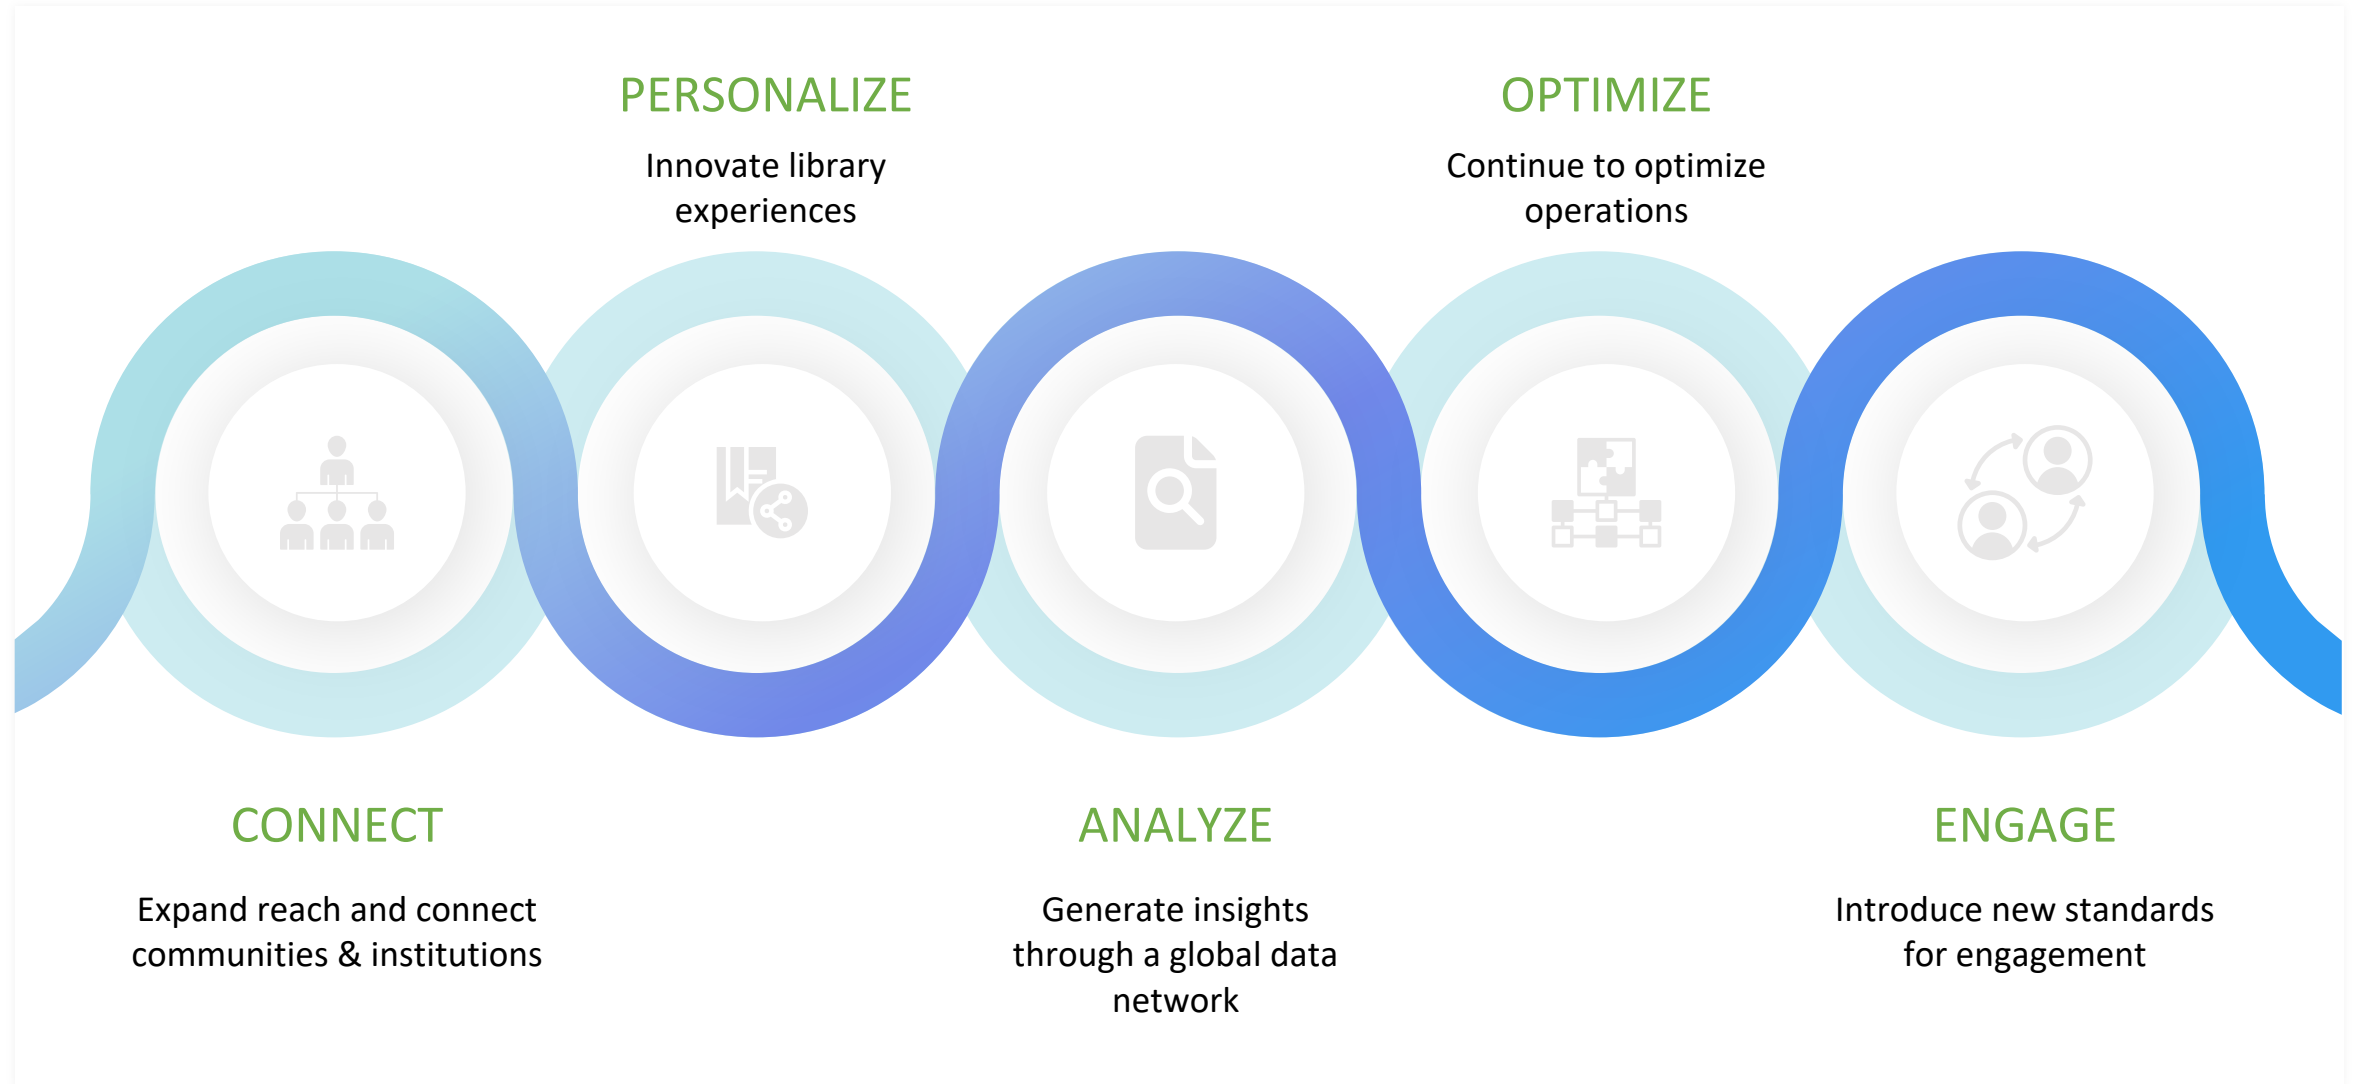 PERSONALIZE
Innovate library
experiences
OPTIMIZE
Continue to optimize
operations
CONNECT
Expand reach and connect
communities & institutions
ANALYZE
Generate insights
through a global data
network
ENGAGE
Introduce new standards
for engagement